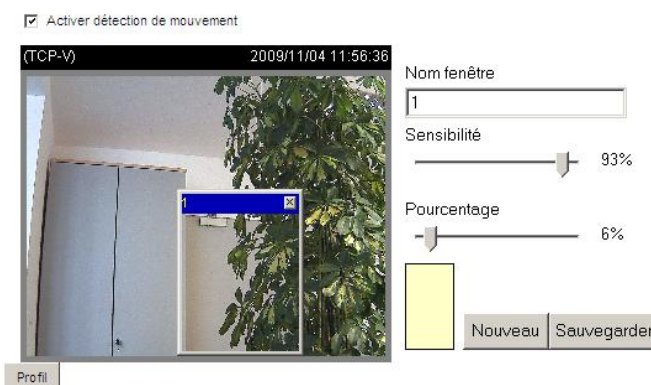 Activer détection de mouvement
(TCP-V) 2009/11/04 11:56:36
Nom fenêtre
1
Sensibilité
93%
1
Pourcentage
6%
Nouveau Sauvegarder
Profil